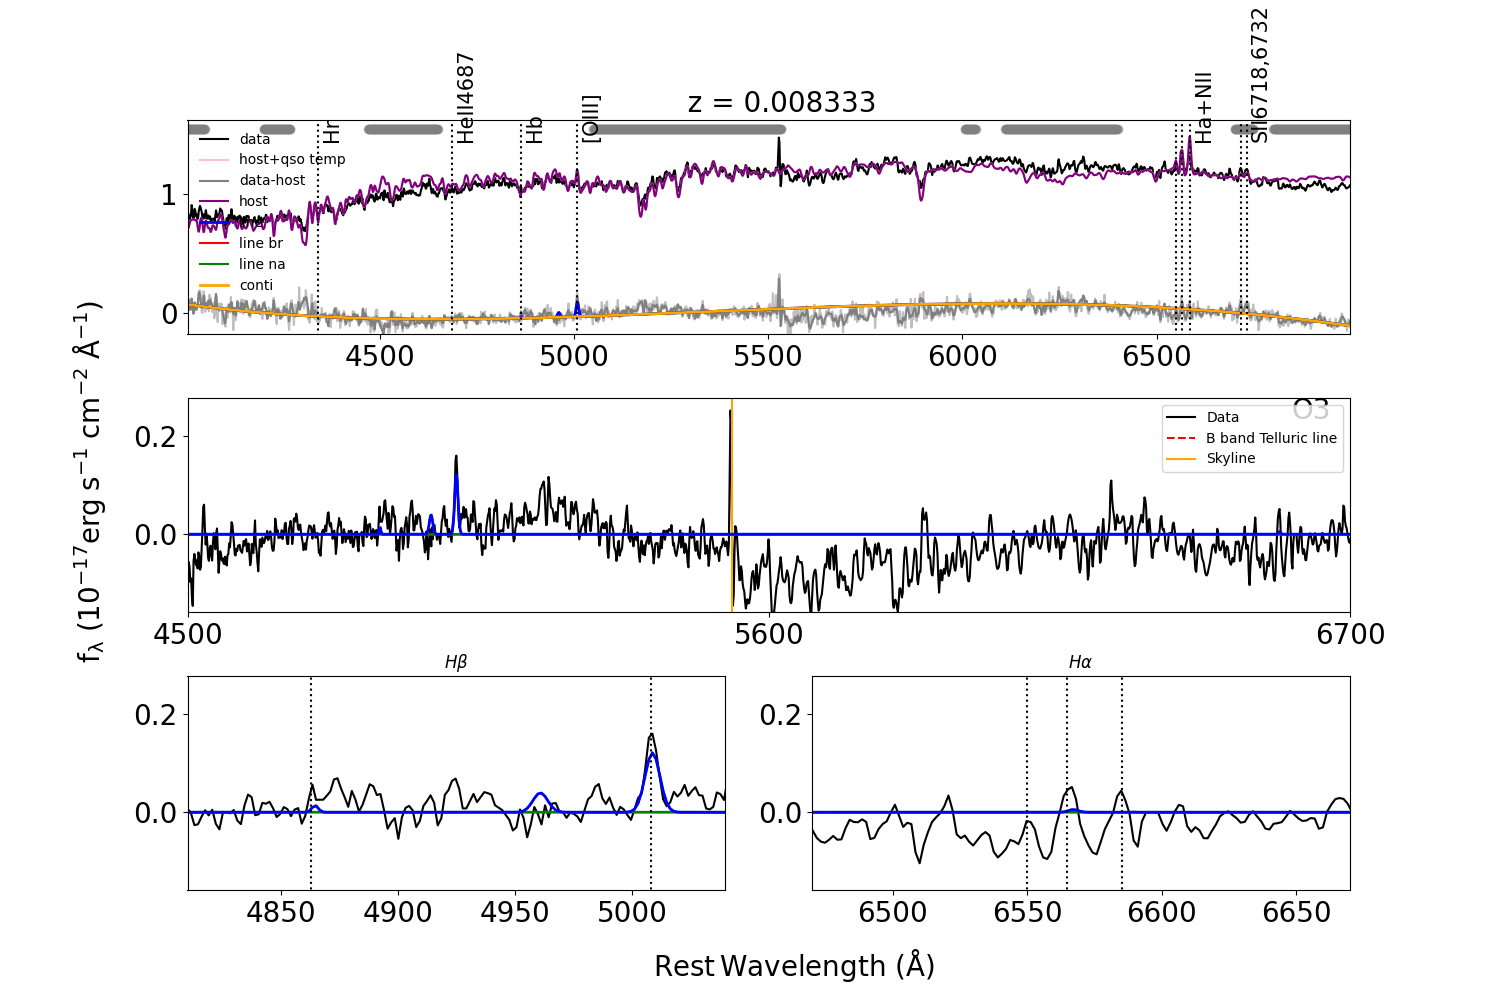 z = 0.008333
Hr
HeII4687
Hb
[OIII]
Ha+NII
SII6718,6732
data
host+qso temp
data-host
host
line br
line na
conti
1
0
4500 5000 5500 6000 6500
O3
Data
B band Telluric line
Skyline
0.2
0.0
4500 5600 6700
fλ (10⁻¹⁷erg s⁻¹ cm⁻² Å⁻¹)
Hβ
Hα
0.2
0.0
4850 4900 4950 5000
0.2
0.0
6500 6550 6600 6650
Rest Wavelength (Å)